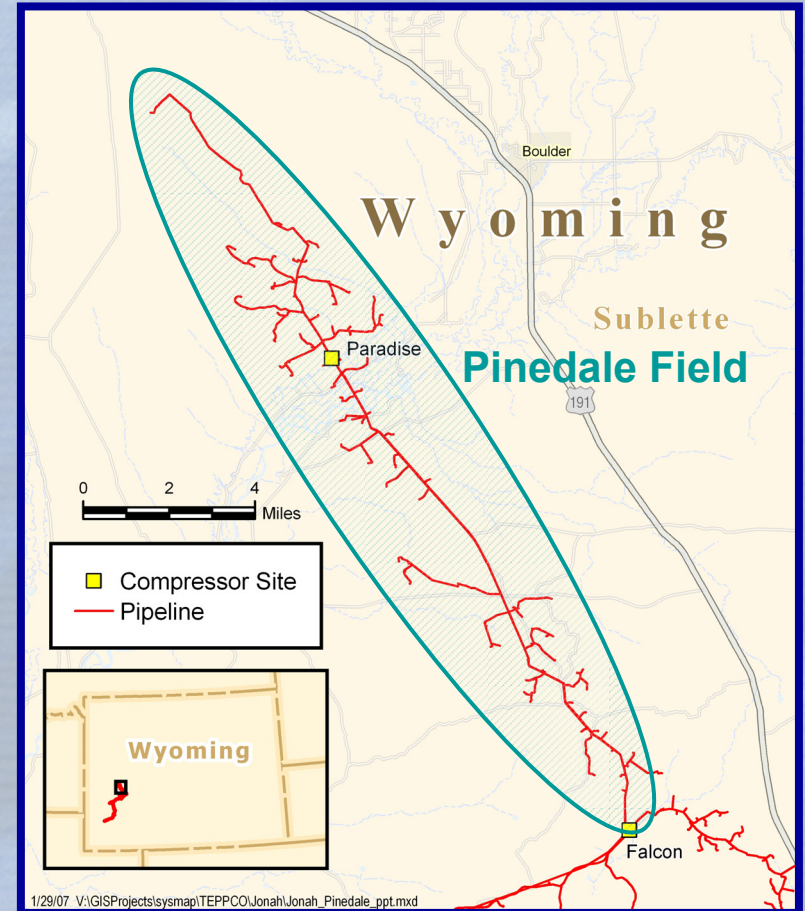 Boulder
Wyoming
Sublette
Pinedale Field
191
Paradise
0 2 4
Miles
Compressor Site
Pipeline
Wyoming
Falcon
1/29/07 V:\GISProjects\sysmap\TEPPCO\Jonah\Jonah_Pinedale_ppt.mxd